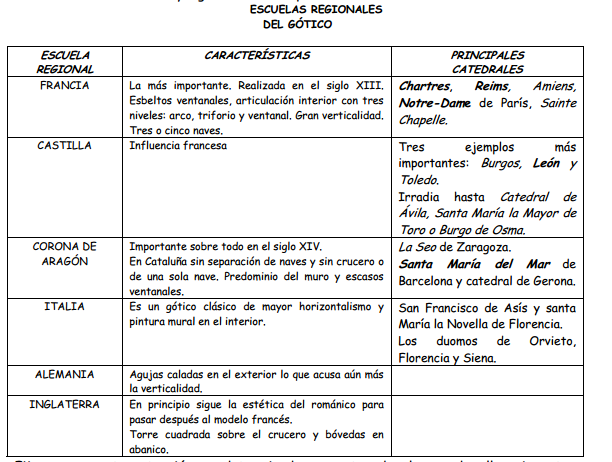 ESCUELAS REGIONALES
DEL GÓTICO
ESCUELA
REGIONAL
CARACTERÍSTICAS
PRINCIPALES
CATEDRALES
FRANCIA
La más importante. Realizada en el siglo XIII.
Esbeltos ventanales, articulación interior con tres
niveles: arco, triforio y ventanal. Gran verticalidad.
Tres o cinco naves.
Chartres, Reims, Amiens,
Notre-Dame de París, Sainte
Chapelle.
CASTILLA
Influencia francesa
Tres ejemplos más
importantes: Burgos, León y
Toledo.
Irradia hasta Catedral de
Ávila, Santa María la Mayor de
Toro o Burgo de Osma.
CORONA DE
ARAGÓN
Importante sobre todo en el siglo XIV.
En Cataluña sin separación de naves y sin crucero o
de una sola nave. Predominio del muro y escasos
ventanales.
La Seo de Zaragoza.
Santa María del Mar de
Barcelona y catedral de Gerona.
ITALIA
Es un gótico clásico de mayor horizontalismo y
pintura mural en el interior.
San Francisco de Asís y santa
María la Novella de Florencia.
Los duomos de Orvieto,
Florencia y Siena.
ALEMANIA
Agujas caladas en el exterior lo que acusa aún más
la verticalidad.
INGLATERRA
En principio sigue la estética del románico para
pasar después al modelo francés.
Torre cuadrada sobre el crucero y bóvedas en
abanico.